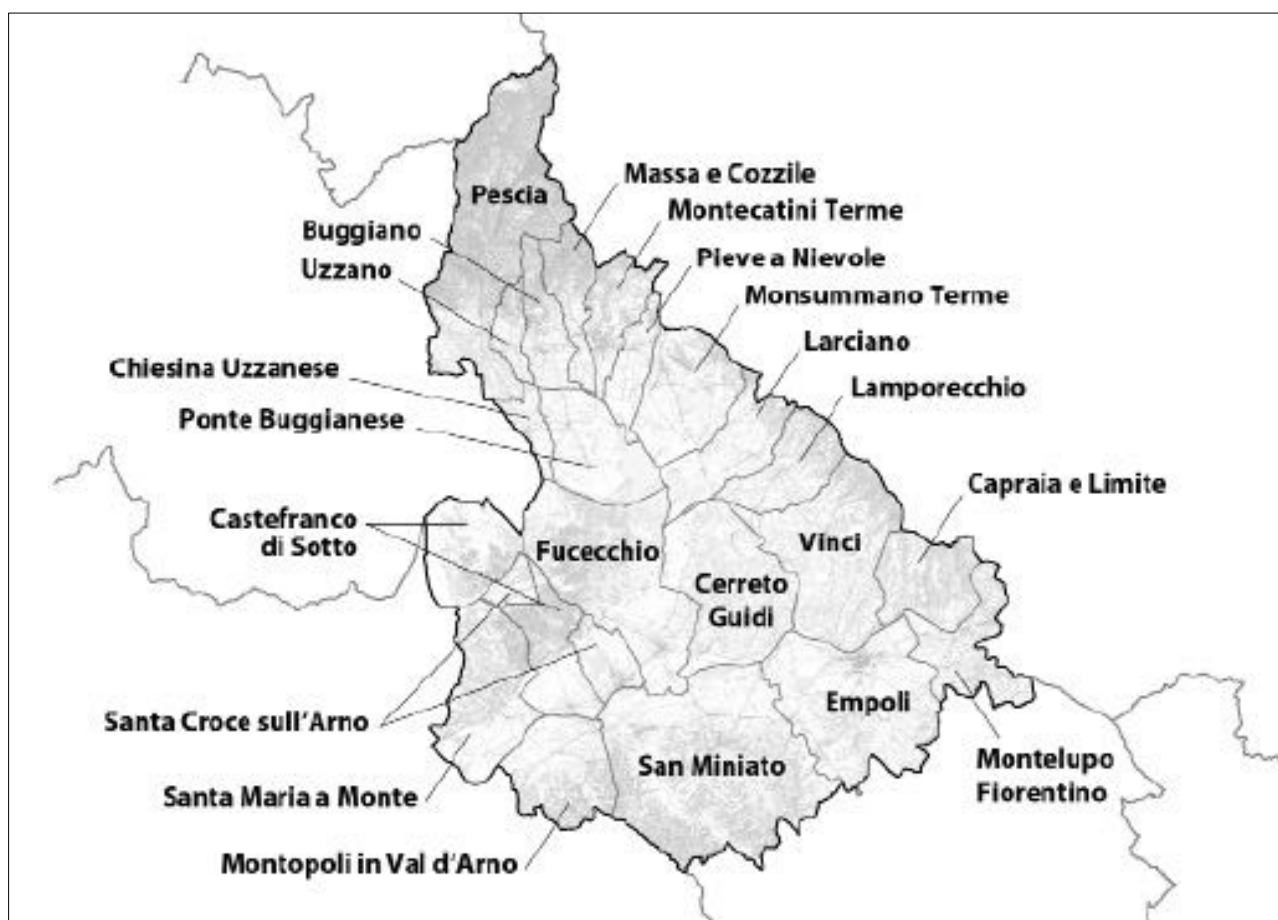 Pescia
Massa e Cozzile
Montecatini Terme
Buggiano
Pieve a Nievole
Uzzano
Monsummano Terme
Larciano
Chiesina Uzzanese
Lamporecchio
Ponte Buggianese
Capraia e Limite
Castefranco
di Sotto
Fucecchio
Vinci
Cerreto
Guidi
Empoli
Santa Croce sull'Arno
San Miniato
Montelupo
Fiorentino
Santa Maria a Monte
Montopoli in Val d'Arno